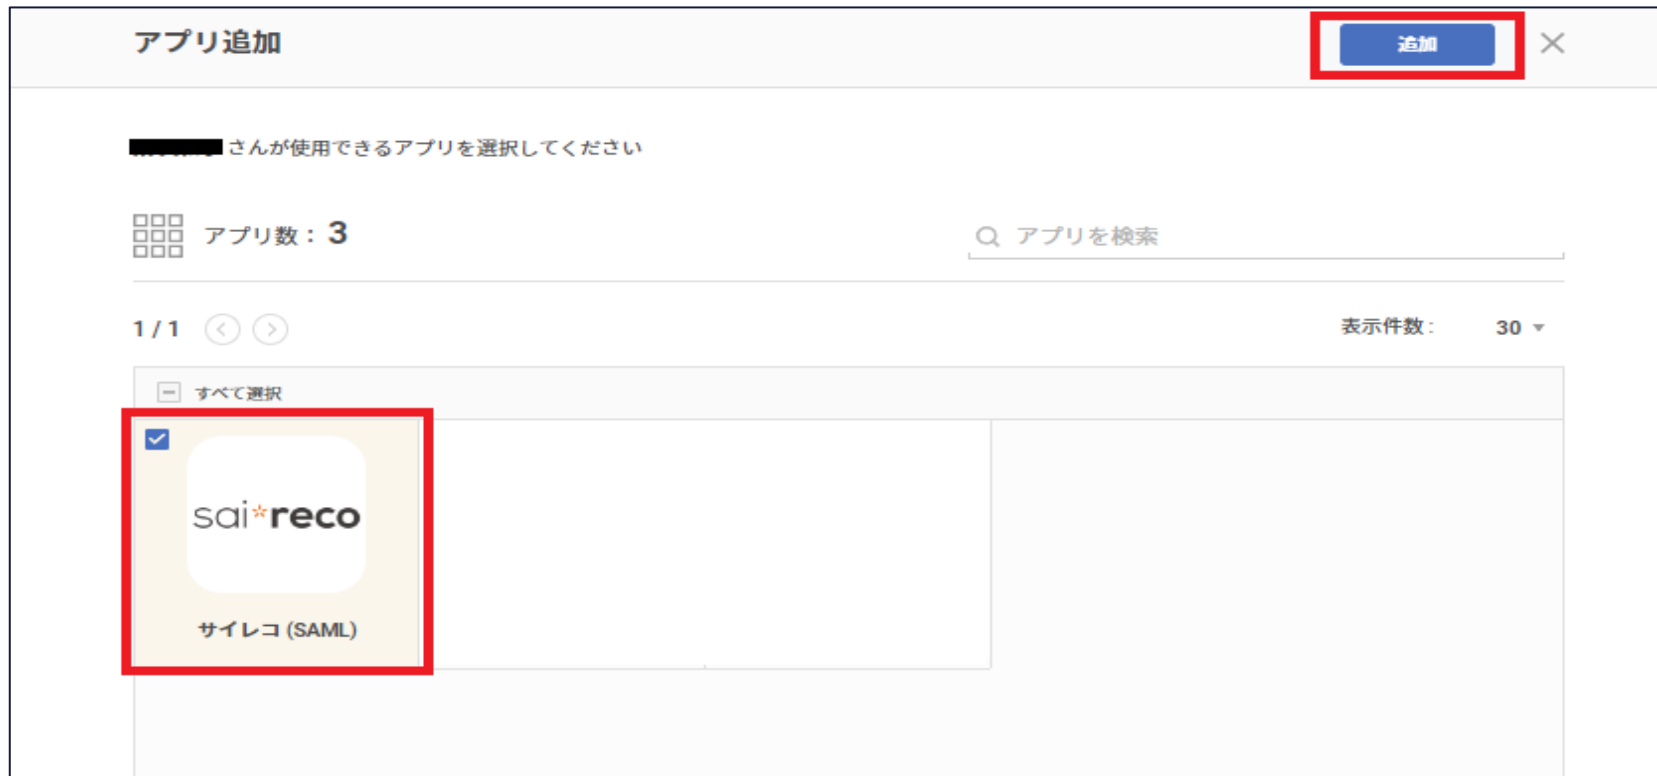 アプリ追加
追加
さんが使用できるアプリを選択してください
アプリ数：3
アプリを検索
1 / 1
表示件数：
30
すべて選択
sai*reco
サイレコ (SAML)